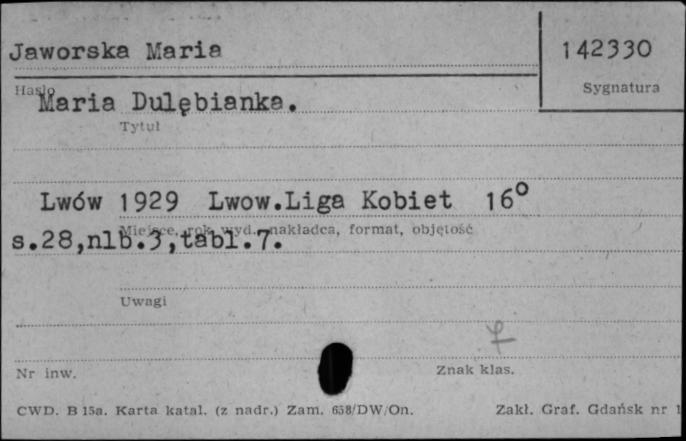 Jaworska Maria
142330
Hasło
Sygnatura
Maria Dulębianka.
Tytuł
Lwów 1929 Lwow.Liga Kobiet 16°
Miejsce, rok wyd., nakładca, format, objętość
s.28,nlb.3,tabl.7.
Uwagi
Nr inw.
Znak klas.
CWD. B 15a. Karta katal. (z nadr.) Zam. 658/DW/On.
Zakł. Graf. Gdańsk nr 1